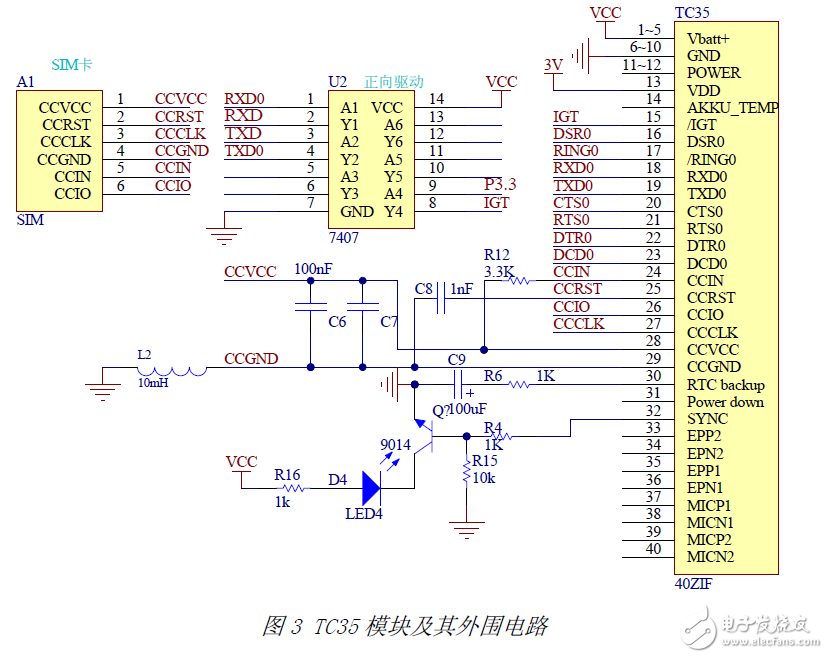 SIM卡
A1
CCVCC 1 CCVCC
CCRST 2 CCRST
CCCLK 3 CCCLK
CCGND 4 CCGND
CCIN 5 CCIN
CCIO 6 CCIO
SIM
U2 正向驱动
VCC
RXD0 1 A1 VCC 14
RXD 2 Y1 A6 13
TXD 3 A2 Y6 12
TXD0 4 Y2 A5 11
5 A3 Y5 10
6 Y3 A4 9 P3.3
7 GND Y4 8 IGT
7407
VCC
TC35
1~5 Vbatt+
6~10 GND
3V
11~12 POWER
13 VDD
14 AKKU_TEMP
IGT 15 /IGT
DSR0 16 DSR0
RING0 17 /RING0
RXD0 18 RXD0
TXD0 19 TXD0
CTS0 20 CTS0
RTS0 21 RTS0
DTR0 22 DTR0
DCD0 23 DCD0
CCIN 24 CCIN
CCRST 25 CCRST
CCIO 26 CCIO
CCCLK 27 CCCLK
28 CCVCC
29 CCGND
30 RTC backup
31 Power down
32 SYNC
33 EPP2
34 EPN2
35 EPP1
36 EPN1
37 MICP1
38 MICN1
39 MICP2
40 MICN2
40ZIF
R12
3.3K
CCVCC
100nF
C6
C7
C8
1nF
L2
10mH
CCGND
C9
+
100uF
R6
1K
Q?
9014
R4
1K
R15
10k
VCC
R16
1k
D4
LED4
图 3 TC35 模块及其外围电路
电子发烧友
www.elecfans.com